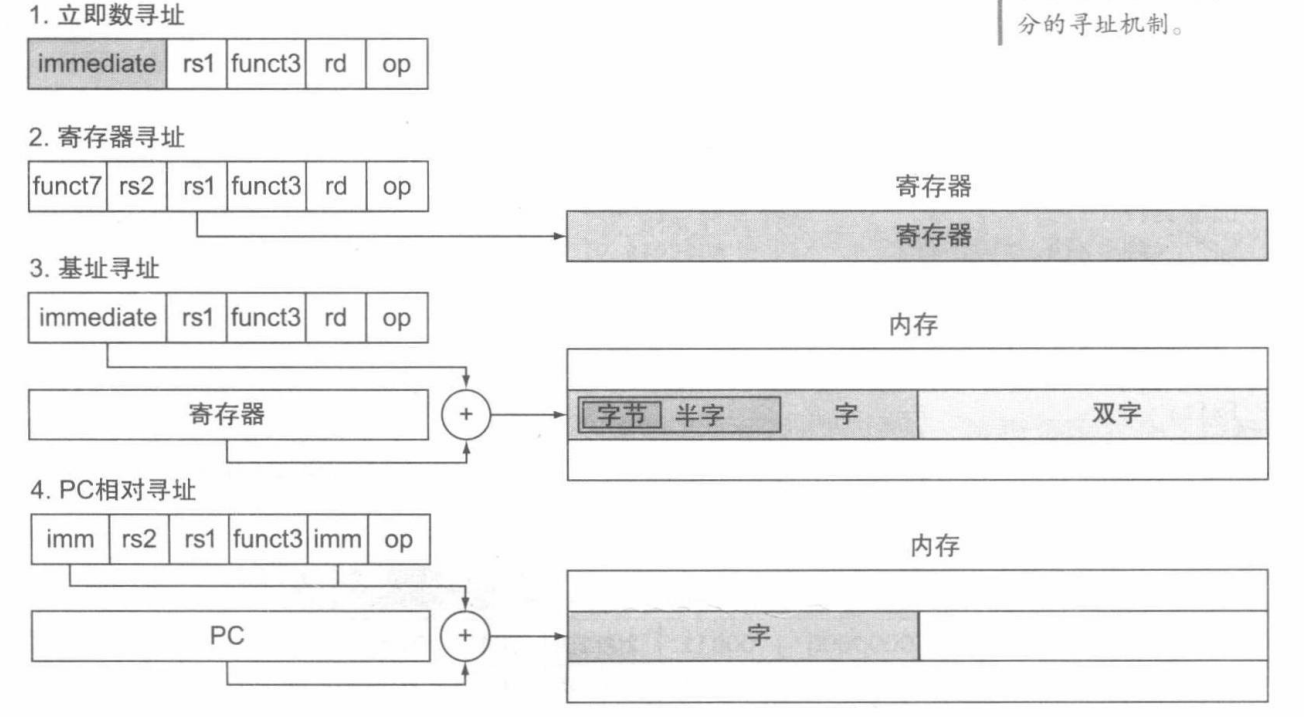 分的寻址机制。
1. 立即数寻址
immediate rs1 funct3 rd op
2. 寄存器寻址
funct7 rs2 rs1 funct3 rd op
寄存器
寄存器
3. 基址寻址
immediate rs1 funct3 rd op
内存
寄存器 + 字节 半字 字 双字
4. PC相对寻址
imm rs2 rs1 funct3 imm op
内存
PC + 字